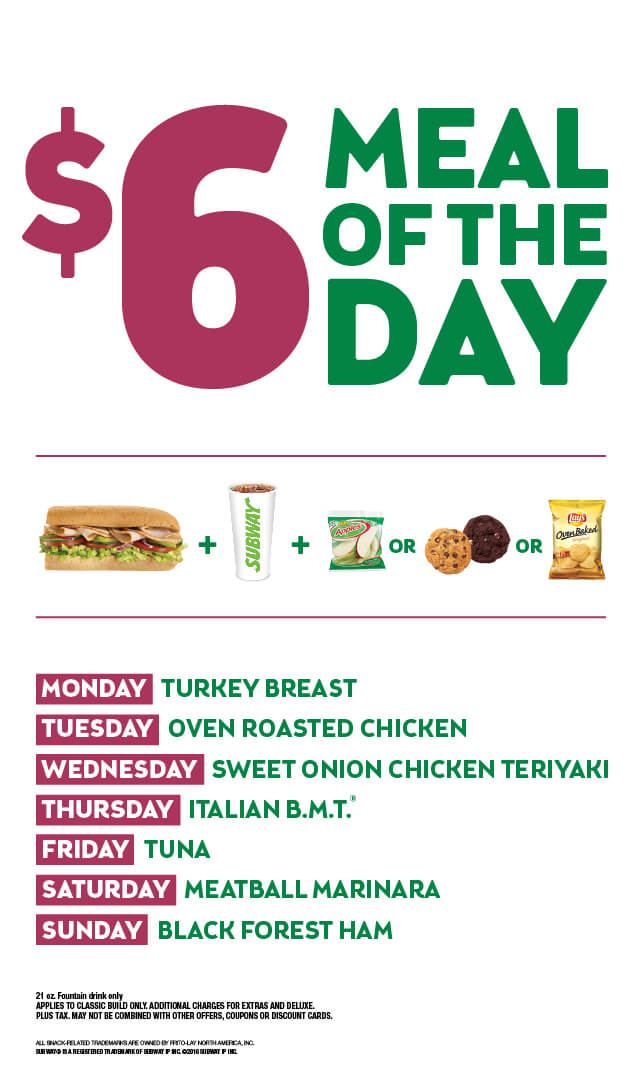 $6 MEAL
OF THE
DAY
+ SUBWAY + Apples OR OR Lay's
Oven Baked
MONDAY TURKEY BREAST
TUESDAY OVEN ROASTED CHICKEN
WEDNESDAY SWEET ONION CHICKEN TERIYAKI
THURSDAY ITALIAN B.M.T.®
FRIDAY TUNA
SATURDAY MEATBALL MARINARA
SUNDAY BLACK FOREST HAM
21 oz. Fountain drink only
APPLIES TO CLASSIC BUILD ONLY. ADDITIONAL CHARGES FOR EXTRAS AND DELUXE.
PLUS TAX. MAY NOT BE COMBINED WITH OTHER OFFERS, COUPONS OR DISCOUNT CARDS.
ALL SNACK-RELATED TRADEMARKS ARE OWNED BY FRITO-LAY NORTH AMERICA, INC.
SUBWAY® IS A REGISTERED TRADEMARK OF SUBWAY IP INC. ©2016 SUBWAY IP INC.